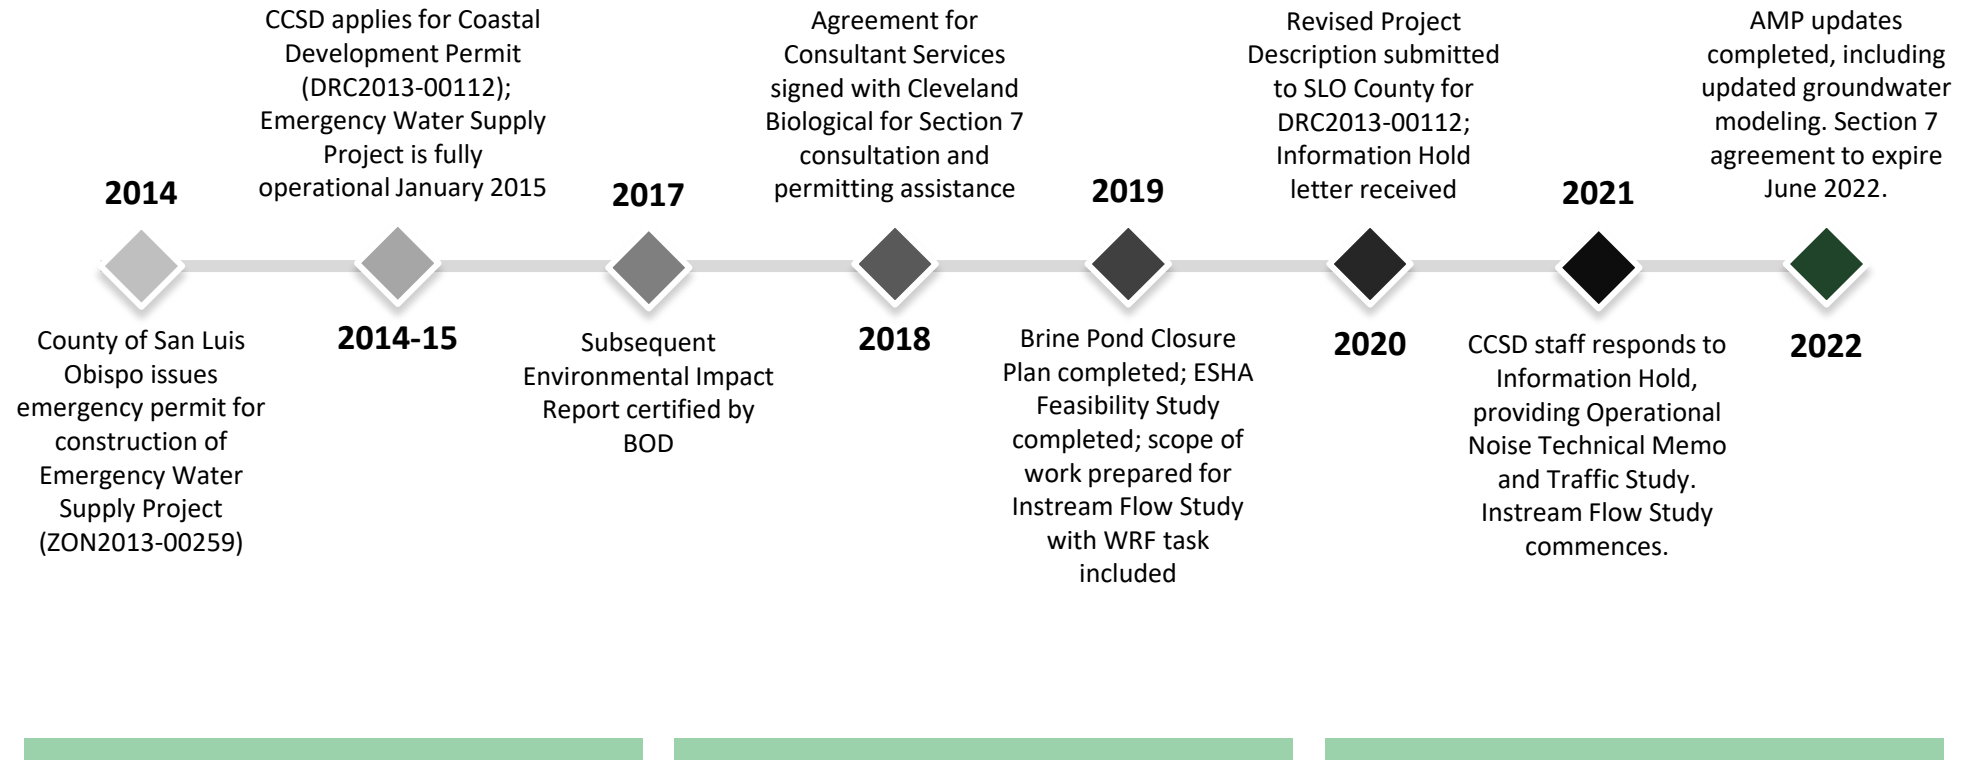 2014
County of San Luis
Obispo issues
emergency permit for
construction of
Emergency Water
Supply Project
(ZON2013-00259)
CCSD applies for Coastal
Development Permit
(DRC2013-00112);
Emergency Water Supply
Project is fully
operational January 2015
2014-15
2017
Subsequent
Environmental Impact
Report certified by
BOD
Agreement for
Consultant Services
signed with Cleveland
Biological for Section 7
consultation and
permitting assistance
2018
2019
Brine Pond Closure
Plan completed; ESHA
Feasibility Study
completed; scope of
work prepared for
Instream Flow Study
with WRF task
included
Revised Project
Description submitted
to SLO County for
DRC2013-00112;
Information Hold
letter received
2020
2021
CCSD staff responds to
Information Hold,
providing Operational
Noise Technical Memo
and Traffic Study.
Instream Flow Study
commences.
AMP updates
completed, including
updated groundwater
modeling. Section 7
agreement to expire
June 2022.
2022